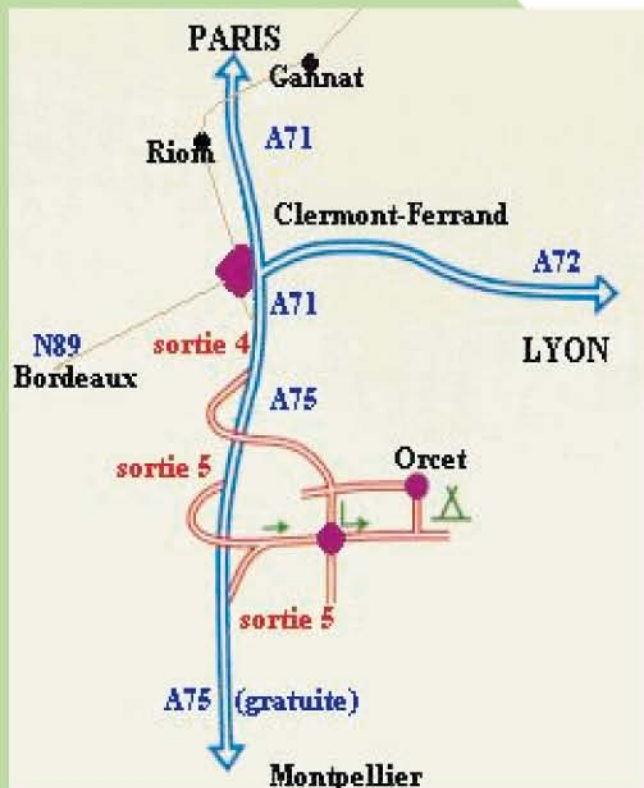 PARIS
Gannat
A71
Riom
Clermont-Ferrand
A72
A71
N89
sortie 4
LYON
Bordeaux
A75
Orcet
sortie 5
sortie 5
A75 (gratuite)
Montpellier